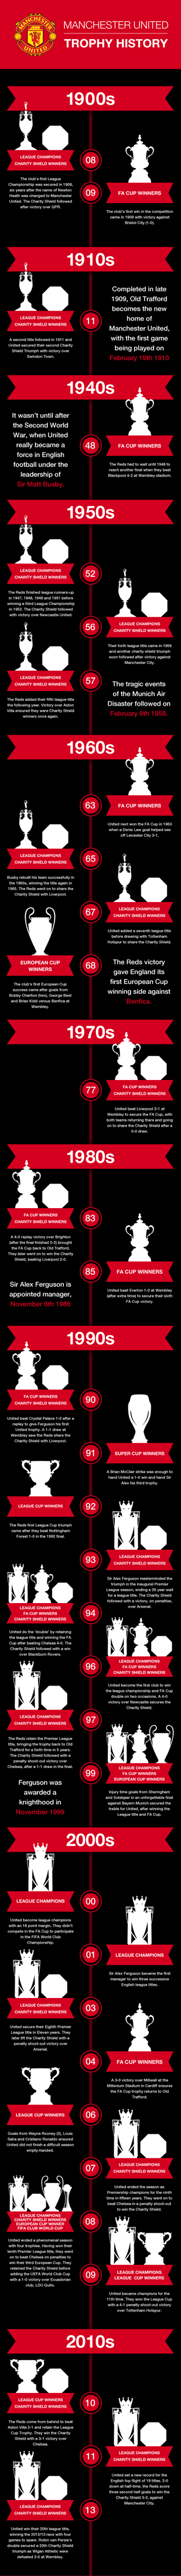 MANCHESTER
UNITED
MANCHESTER UNITED
TROPHY HISTORY
1900s
LEAGUE CHAMPIONS
CHARITY SHIELD WINNERS
08
The club's first League
Championship was secured in 1908,
six years after the name of Newton
Heath was changed to Manchester
United. The Charity Shield followed
after victory over QPR.
09
FA CUP WINNERS
The club's first win in the competition
came in 1909 with victory against
Bristol City (1-0).
1910s
LEAGUE CHAMPIONS
CHARITY SHIELD WINNERS
11
A second title followed in 1911 and
United secured their second Charity
Shield Triumph with victory over
Swindon Town.
Completed in late
1909, Old Trafford
becomes the new
home of
Manchester United,
with the first game
being played on
February 19th 1910
1940s
It wasn't until after
the Second World
War, when United
really became a
force in English
football under the
leadership of
Sir Matt Busby.
48
FA CUP WINNERS
The Reds had to wait until 1948 to
reach another final when they beat
Blackpool 4-2 at Wembley stadium.
1950s
LEAGUE CHAMPIONS
CHARITY SHIELD WINNERS
52
The Reds finished league runners-up
in 1947, 1948, 1949 and 1951 before
winning a third League Championship
in 1952. The Charity Shield followed
with victory over Newcastle United.
56
LEAGUE CHAMPIONS
CHARITY SHIELD WINNERS
Their forth league title came in 1956
and another charity shield triumph
soon followed after victory against
Manchester City.
57
LEAGUE CHAMPIONS
CHARITY SHIELD WINNERS
The Reds added their fifth league title
the following year. Victory over Aston
Villa ensured they were Charity Shield
winners once again.
The tragic events
of the Munich Air
Disaster followed on
February 6th 1958.
1960s
63
FA CUP WINNERS
United next won the FA Cup in 1963
when a Denis Law goal helped see
off Leicester City 3-1.
LEAGUE CHAMPIONS
CHARITY SHIELD WINNERS
65
Busby rebuilt his team successfully in
the 1960s, winning the title again in
1965. The Reds went on to share the
Charity Shield with Liverpool.
67
LEAGUE CHAMPIONS
CHARITY SHIELD WINNERS
United added a seventh league title
before drawing with Tottenham
Hotspur to share the Charity Shield.
EUROPEAN CUP
WINNERS
68
The club's first European Cup
success came after goals from
Bobby Charlton (two), George Best
and Brian Kidd versus Benfica at
Wembley.
The Reds victory
gave England its
first European Cup
winning side against
Benfica.
1970s
77
FA CUP WINNERS
CHARITY SHIELD WINNERS
United beat Liverpool 2-1 at
Wembley to secure the FA Cup, with
both teams returning there and going
on to share the Charity Shield after a
0-0 draw.
1980s
FA CUP WINNERS
CHARITY SHIELD WINNERS
83
A 4-0 replay victory over Brighton
(after the first finished 2-2) brought
the FA Cup back to Old Trafford.
They later went on to win the Charity
Shield, beating Liverpool 2-0.
85
FA CUP WINNERS
United beat Everton 1-0 at Wembley
(after extra time) to secure their sixth
FA Cup victory.
Sir Alex Ferguson is
appointed manager,
November 6th 1986
1990s
FA CUP WINNERS
CHARITY SHIELD WINNERS
90
United beat Crystal Palace 1-0 after a
replay to give Ferguson his first
United trophy. A 1-1 draw at
Wembley saw the Reds share the
Charity Shield with Liverpool.
91
SUPER CUP WINNERS
A Brian McClair strike was enough to
hand United a 1-0 win and hand Sir
Alex his third trophy.
LEAGUE CUP WINNERS
92
The Reds first League Cup triumph
came after they beat Nottingham
Forest 1-0 in the 1992 final.
93
LEAGUE CHAMPIONS
CHARITY SHIELD WINNERS
Sir Alex Ferguson masterminded the
triumph in the inaugural Premier
League season, ending a 26 year wait
for a league title. The Charity Shield
followed with a victory, on penalties,
over Arsenal.
LEAGUE CHAMPIONS
FA CUP WINNERS
CHARITY SHIELD WINNERS
94
United do the 'double' by retaining
the league title and winning the FA
Cup after beating Chelsea 4-0. The
Charity Shield followed with a win
over Blackburn Rovers.
96
LEAGUE CHAMPIONS
FA CUP WINNERS
CHARITY SHIELD WINNERS
United become the first club to win
the league championship and FA Cup
double on two occasions. A 4-0
victory over Newcastle secures the
Charity Shield.
LEAGUE CHAMPIONS
CHARITY SHIELD WINNERS
97
The Reds retain the Premier League
title, bringing the trophy back to Old
Trafford for a forth time in 5 years.
The Charity Shield followed with a
penalty shoot-out victory over
Chelsea, after a 1-1 draw in the final.
99
LEAGUE CHAMPIONS
FA CUP WINNERS
EUROPEAN CUP WINNERS
Injury time goals from Sheringham
and Solskjaer in an unforgettable final
against Bayern Munich secured the
treble for United, after winning the
League title and FA Cup.
Ferguson was
awarded a
knighthood in
November 1999
2000s
LEAGUE CHAMPIONS
00
United become league champions
with an 18 point margin. They didn't
compete in the FA Cup to participate
in the FIFA World Club
Championship.
01
LEAGUE CHAMPIONS
Sir Alex Ferguson became the first
manager to win three successive
English league titles.
LEAGUE CHAMPIONS
CHARITY SHIELD WINNERS
03
United secure their Eighth Premier
League title in Eleven years. They
later lift the Charity Shield with a
penalty shoot-out victory over
Arsenal.
04
FA CUP WINNERS
A 3-0 victory over Millwall at the
Millenium Stadium in Cardiff ensures
the FA Cup trophy returns to Old
Trafford.
LEAGUE CUP WINNERS
06
Goals from Wayne Rooney (2), Louis
Saha and Cristiano Ronaldo ensured
United did not finish a difficult season
empty-handed.
07
LEAGUE CHAMPIONS
CHARITY SHIELD WINNERS
United ended the season as
Premiership champions for the ninth
time in fifteen years. They went on to
beat Chelsea in a penalty shoot-out
to win the Charity Shield.
LEAGUE CHAMPIONS
CHARITY SHIELD WINNERS
EUROPEAN CUP WINNER
FIFA CLUB WORLD CUP
08
United ended a phenomenal season
with four trophies. Having won their
tenth Premier League title, they went
on to beat Chelsea on penalties to
win their third European Cup. They
retained the Charity Shield before
adding the UEFA World Club Cup
with a 1-0 victory over Ecuadorian
club, LDU Quito.
09
LEAGUE CHAMPIONS
LEAGUE CUP WINNERS
United became champions for the
11th time. They won the League Cup
with a 4-1 penalty shoot-out victory
over Tottenham Hotspur.
2010s
LEAGUE CUP WINNERS
CHARITY SHIELD WINNERS
10
The Reds come from behind to beat
Aston Villa 2-1 and retain the League
Cup Trophy. They win the Charity
Shield with a 3-1 victory over
Chelsea.
11
LEAGUE CHAMPIONS
CHARITY SHIELD WINNERS
United set a new record for the
English top flight of 19 titles. 2-0
down at half-time, the Reds score
three second half goals to win the
Charity Shield 3-2, against
Manchester City.
LEAGUE CHAMPIONS
CHARITY SHIELD WINNERS
13
United win their 20th league title,
winning the 2012/13 race with four
games to spare. Robin van Persie's
double secured a 20th Charity Shield
triumph as Wigan Athletic were
defeated 2-0 at Wembley.